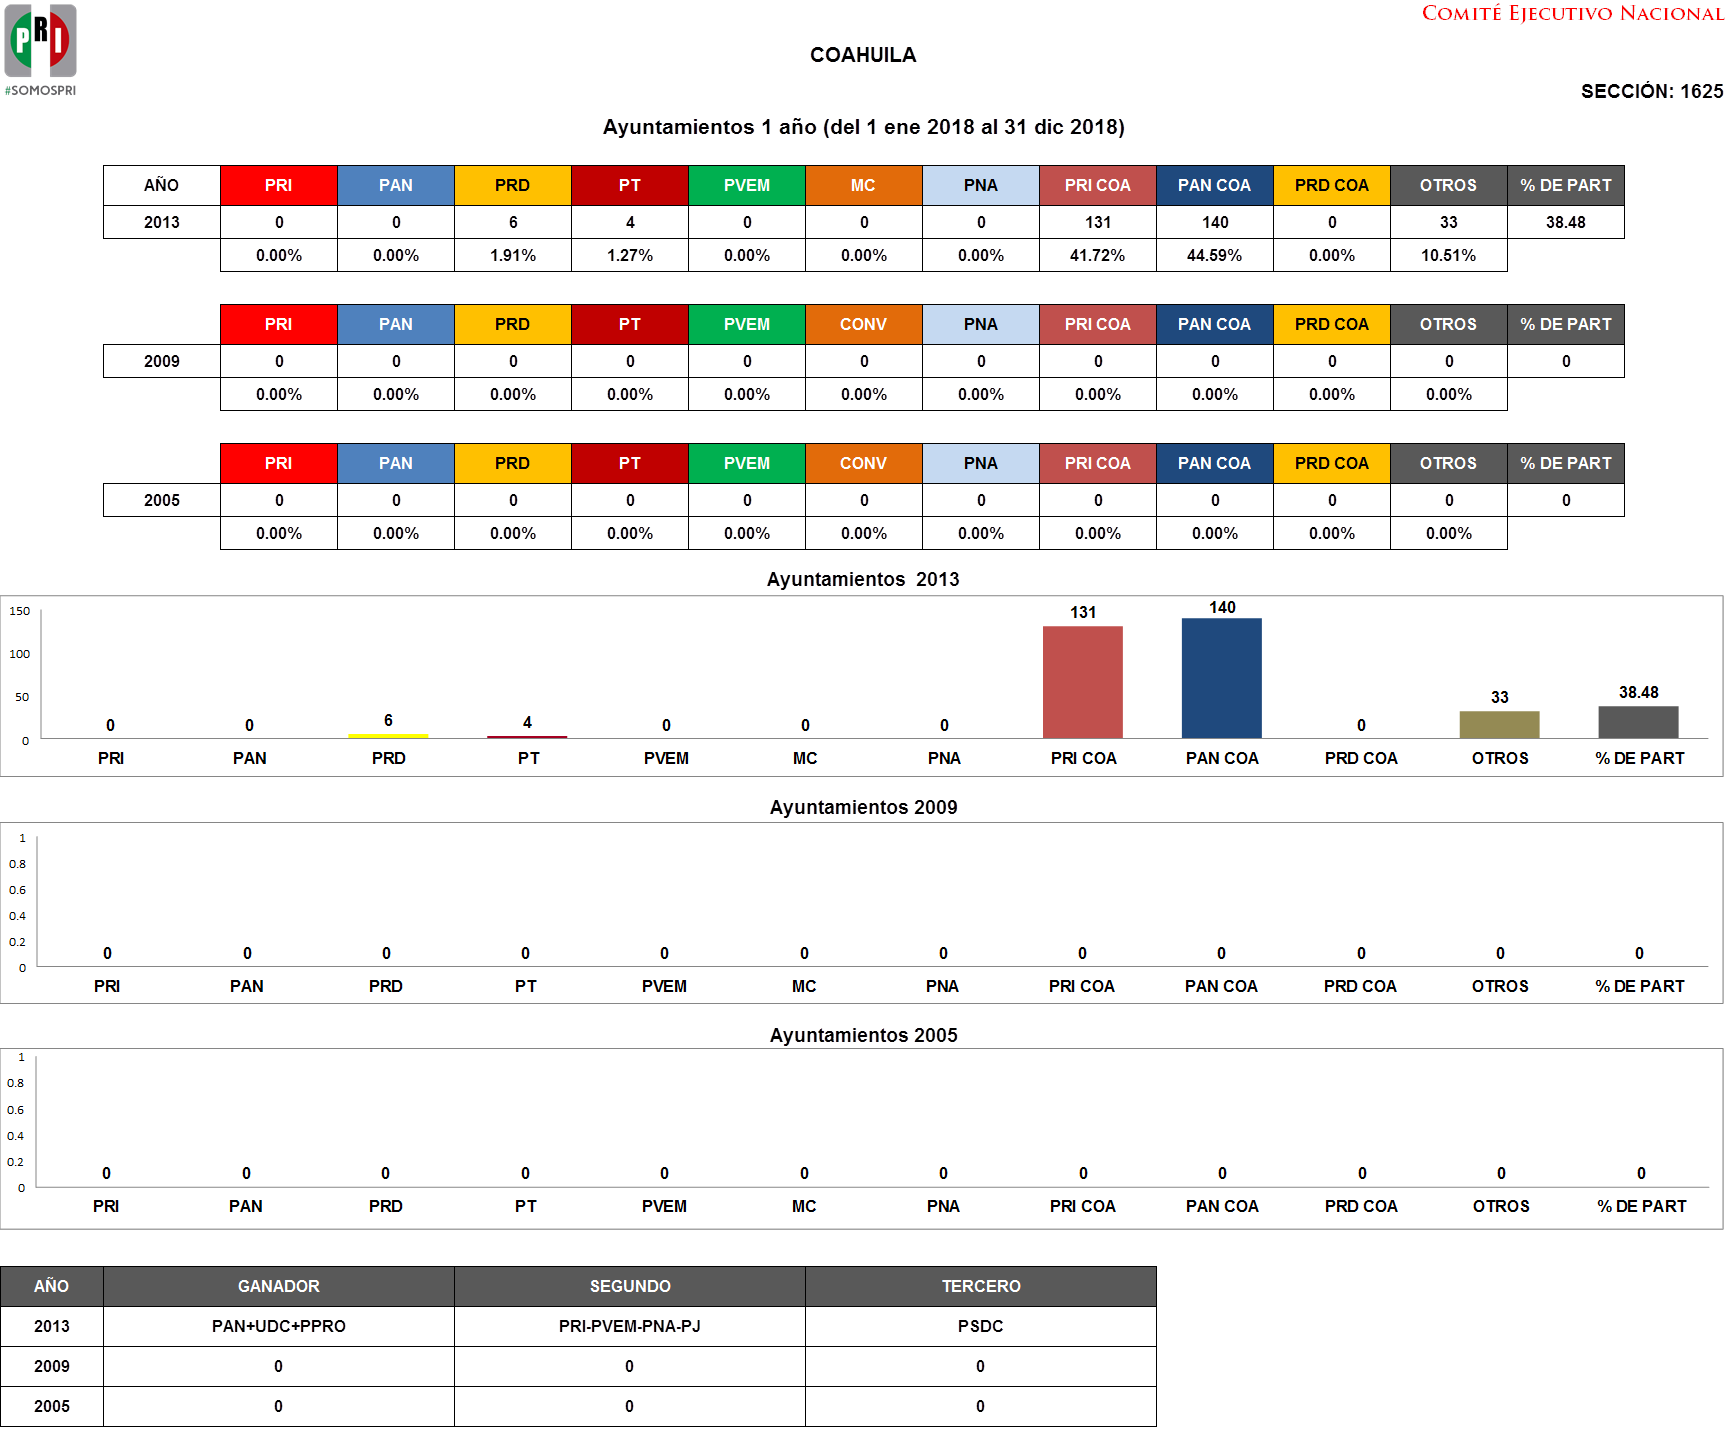 PRI
#SOMOSPRI
COMITÉ EJECUTIVO NACIONAL
COAHUILA
SECCIÓN: 1625
Ayuntamientos 1 año (del 1 ene 2018 al 31 dic 2018)
AÑO PRI PAN PRD PT PVEM MC PNA PRI COA PAN COA PRD COA OTROS % DE PART
2013 0 0 6 4 0 0 0 131 140 0 33 38.48
0.00% 0.00% 1.91% 1.27% 0.00% 0.00% 0.00% 41.72% 44.59% 0.00% 10.51%
PRI PAN PRD PT PVEM CONV PNA PRI COA PAN COA PRD COA OTROS % DE PART
2009 0 0 0 0 0 0 0 0 0 0 0 0
0.00% 0.00% 0.00% 0.00% 0.00% 0.00% 0.00% 0.00% 0.00% 0.00% 0.00%
PRI PAN PRD PT PVEM CONV PNA PRI COA PAN COA PRD COA OTROS % DE PART
2005 0 0 0 0 0 0 0 0 0 0 0 0
0.00% 0.00% 0.00% 0.00% 0.00% 0.00% 0.00% 0.00% 0.00% 0.00% 0.00%
Ayuntamientos 2013
150
100
50
0
0 0 6 4 0 0 0 131 140 0 33 38.48
PRI PAN PRD PT PVEM MC PNA PRI COA PAN COA PRD COA OTROS % DE PART
Ayuntamientos 2009
1
0.8
0.6
0.4
0.2
0
0 0 0 0 0 0 0 0 0 0 0 0
PRI PAN PRD PT PVEM MC PNA PRI COA PAN COA PRD COA OTROS % DE PART
Ayuntamientos 2005
1
0.8
0.6
0.4
0.2
0
0 0 0 0 0 0 0 0 0 0 0 0
PRI PAN PRD PT PVEM MC PNA PRI COA PAN COA PRD COA OTROS % DE PART
AÑO GANADOR SEGUNDO TERCERO
2013 PAN+UDC+PPRO PRI-PVEM-PNA-PJ PSDC
2009 0 0 0
2005 0 0 0